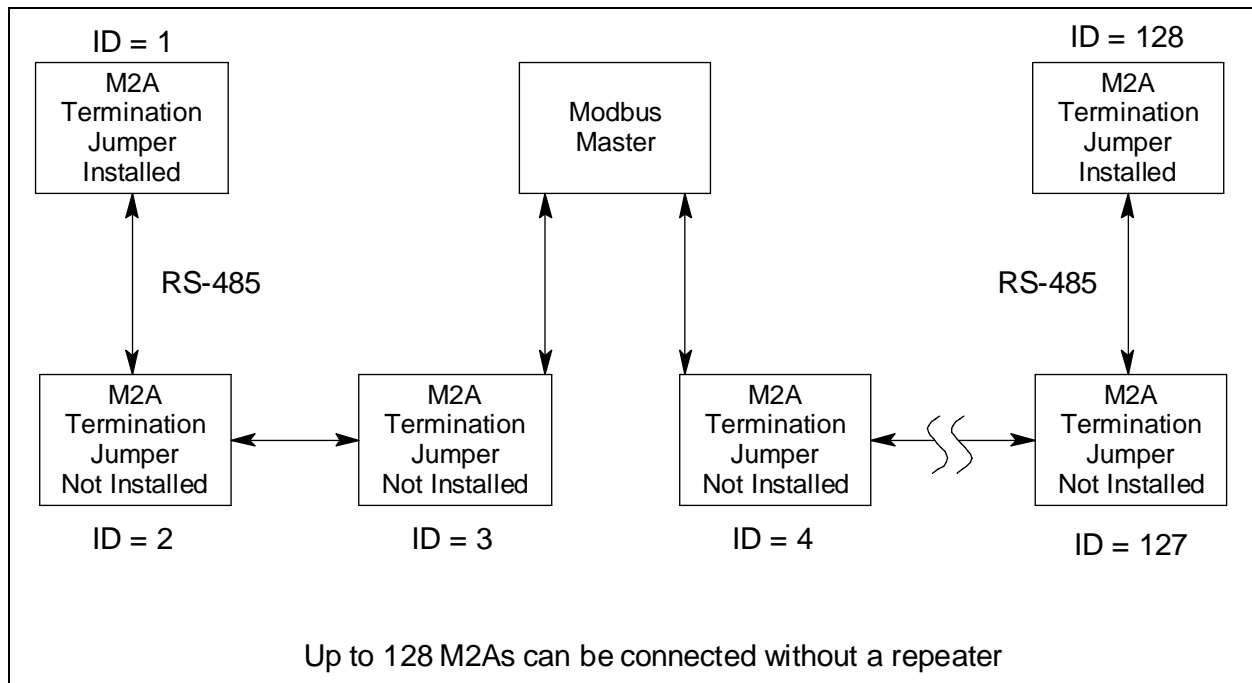 ID = 1
M2A
Termination
Jumper
Installed
Modbus
Master
ID = 128
M2A
Termination
Jumper
Installed
RS-485
RS-485
M2A
Termination
Jumper
Not Installed
ID = 2
M2A
Termination
Jumper
Not Installed
ID = 3
M2A
Termination
Jumper
Not Installed
ID = 4
M2A
Termination
Jumper
Not Installed
ID = 127
Up to 128 M2As can be connected without a repeater